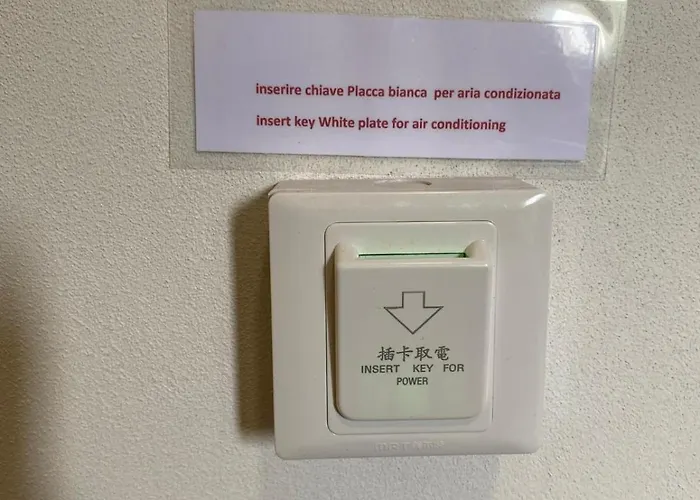 inserire chiave Placca bianca per aria condizionata
insert key White plate for air conditioning
插卡取電
INSERT KEY FOR
POWER